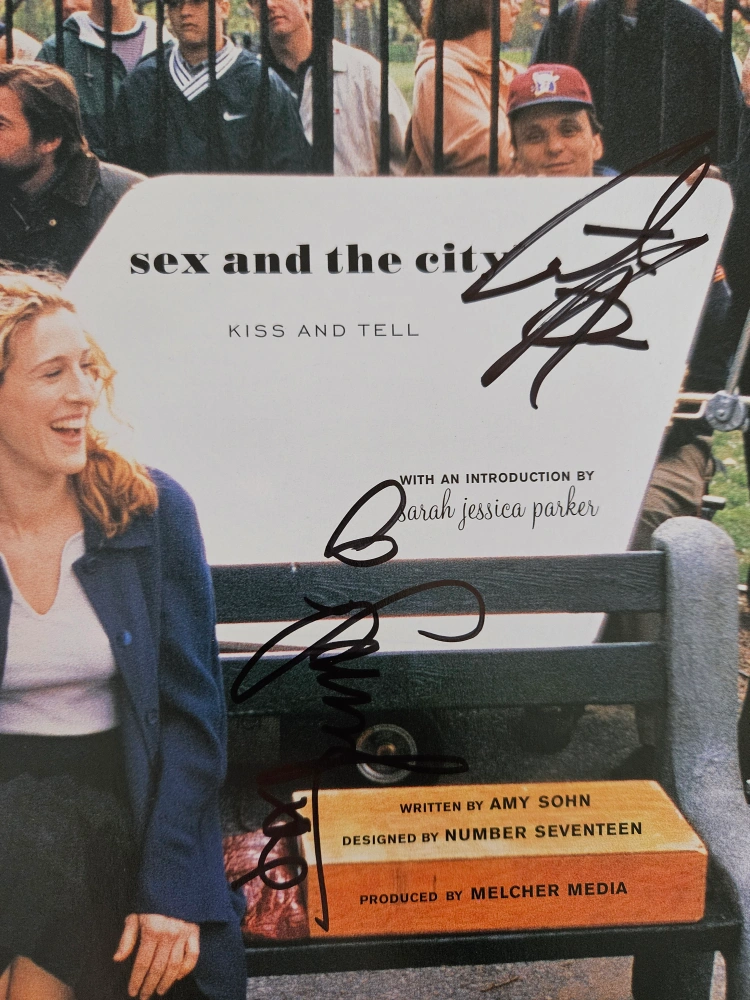 sex and the city
KISS AND TELL
WITH AN INTRODUCTION BY
sarah jessica parker
WRITTEN BY AMY SOHN
DESIGNED BY NUMBER SEVENTEEN
PRODUCED BY MELCHER MEDIA